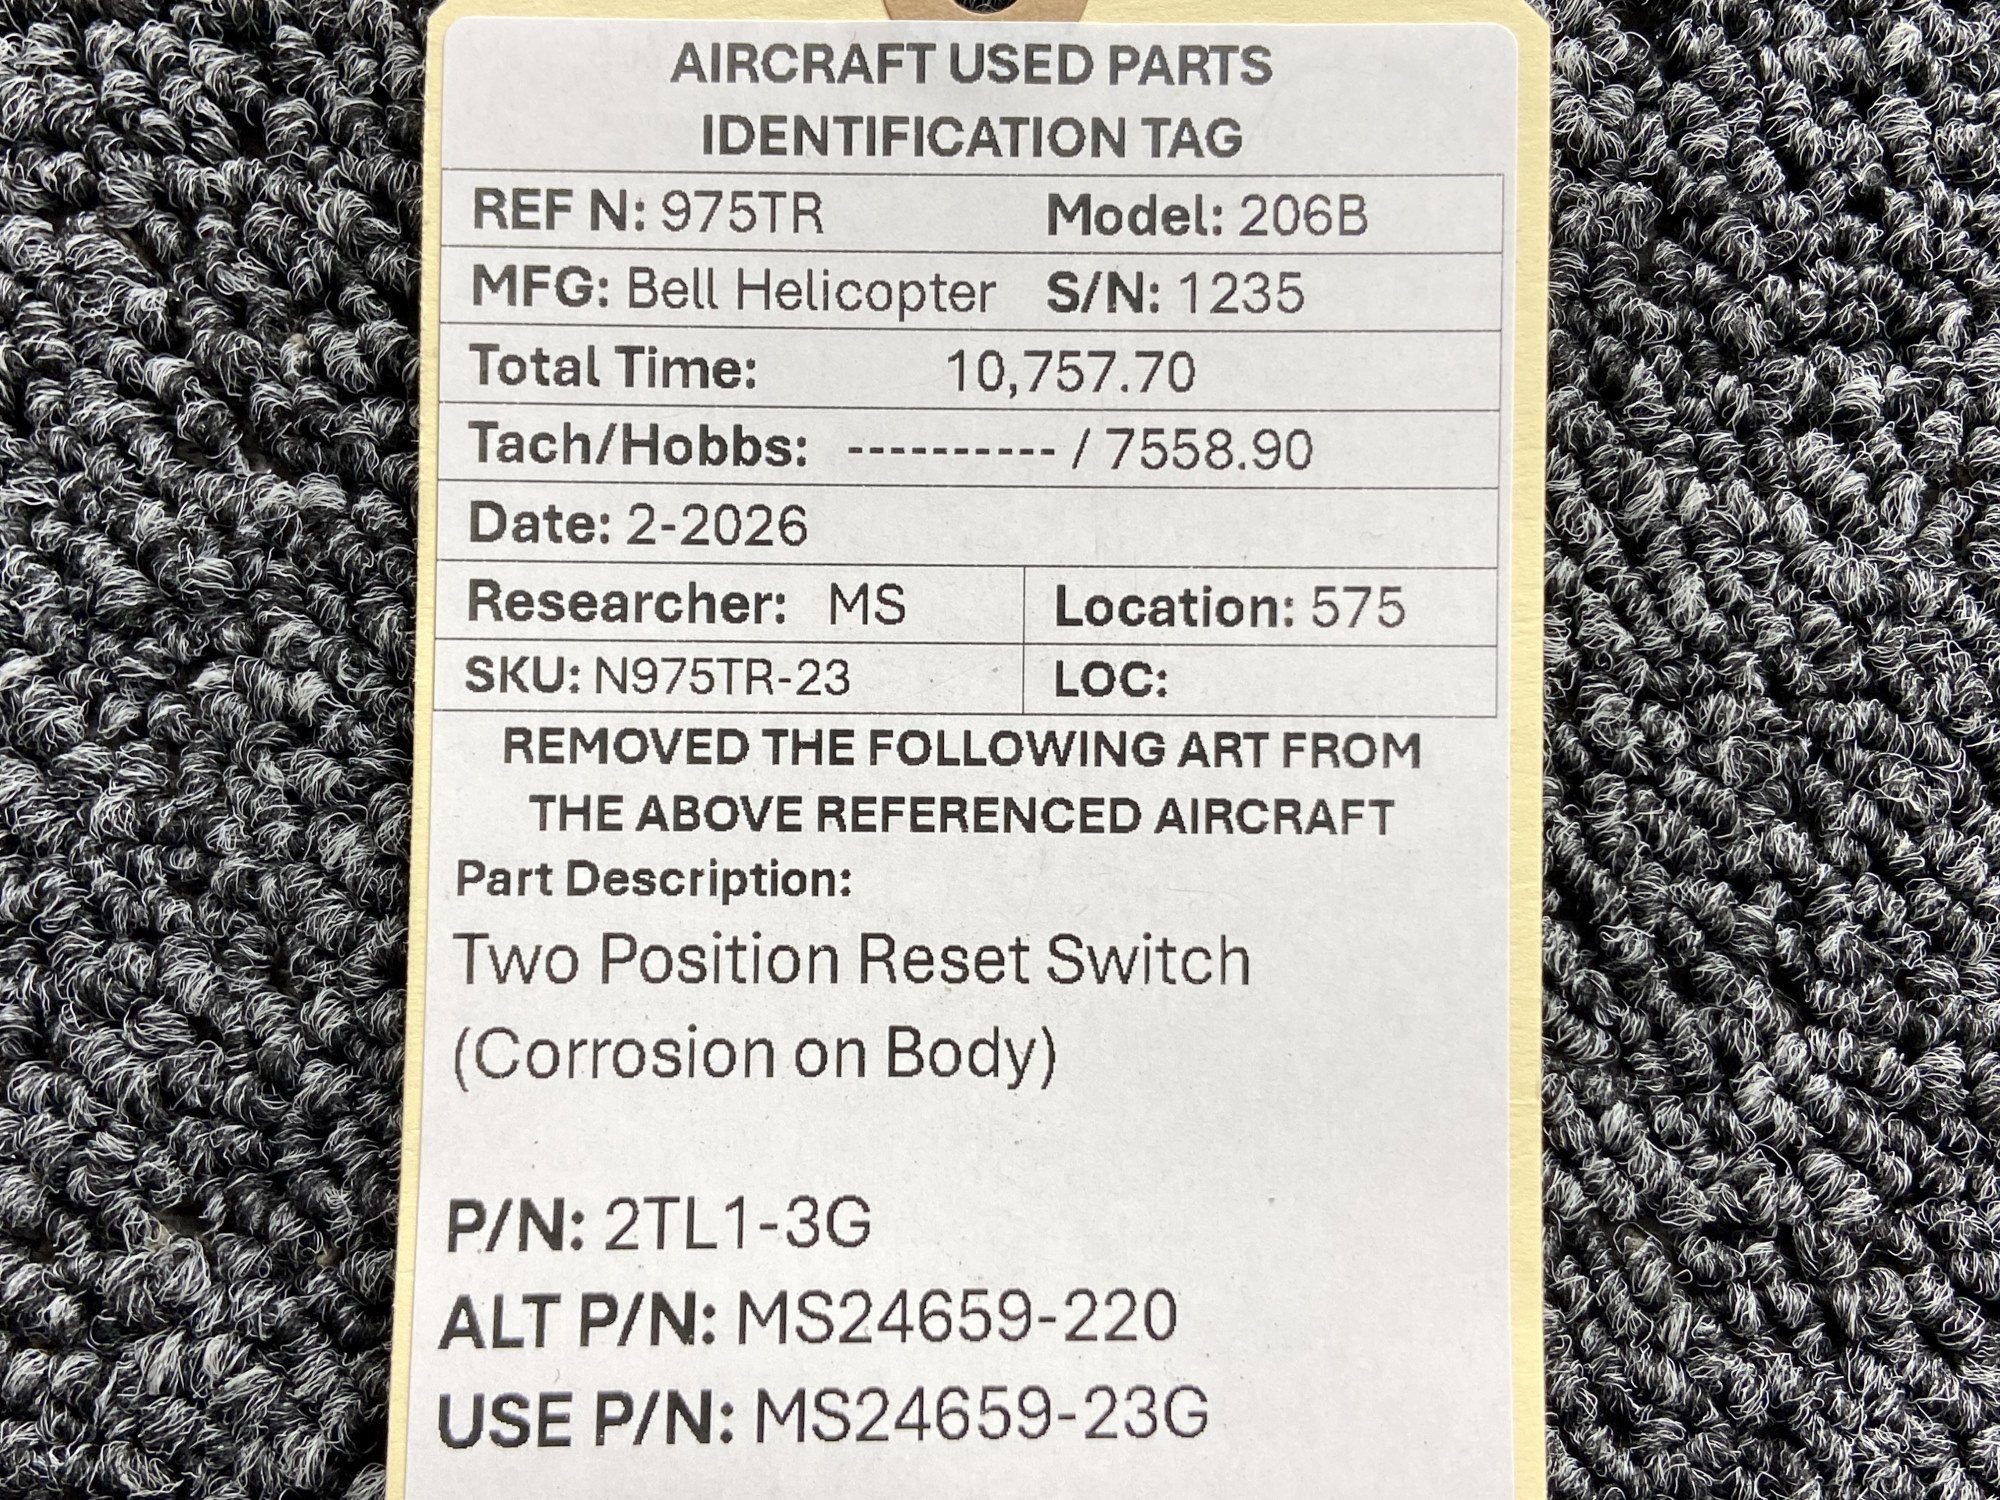 AIRCRAFT USED PARTS
IDENTIFICATION TAG
REF N: 975TR Model: 206B
MFG: Bell Helicopter S/N: 1235
Total Time: 10,757.70
Tach/Hobbs: ---------- / 7558.90
Date: 2-2026
Researcher: MS Location: 575
SKU: N975TR-23 LOC:
REMOVED THE FOLLOWING ART FROM
THE ABOVE REFERENCED AIRCRAFT
Part Description:
Two Position Reset Switch
(Corrosion on Body)
P/N: 2TL1-3G
ALT P/N: MS24659-220
USE P/N: MS24659-23G